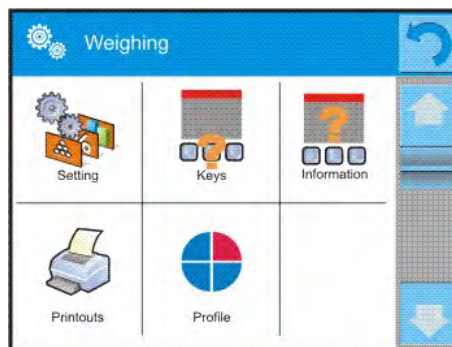 Weighing
Setting
Keys
Information
Printouts
Profile